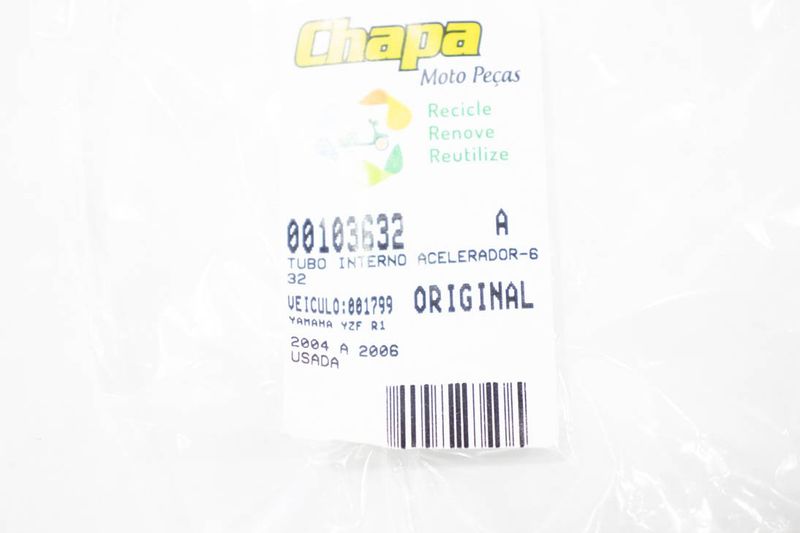 Chapa
Moto Peças
Recicle
Renove
Reutilize
00103632 A
TUBO INTERNO ACELERADOR-6
32
VEICULO:001799 ORIGINAL
YAMAHA YZF R1
2004 A 2006
USADA